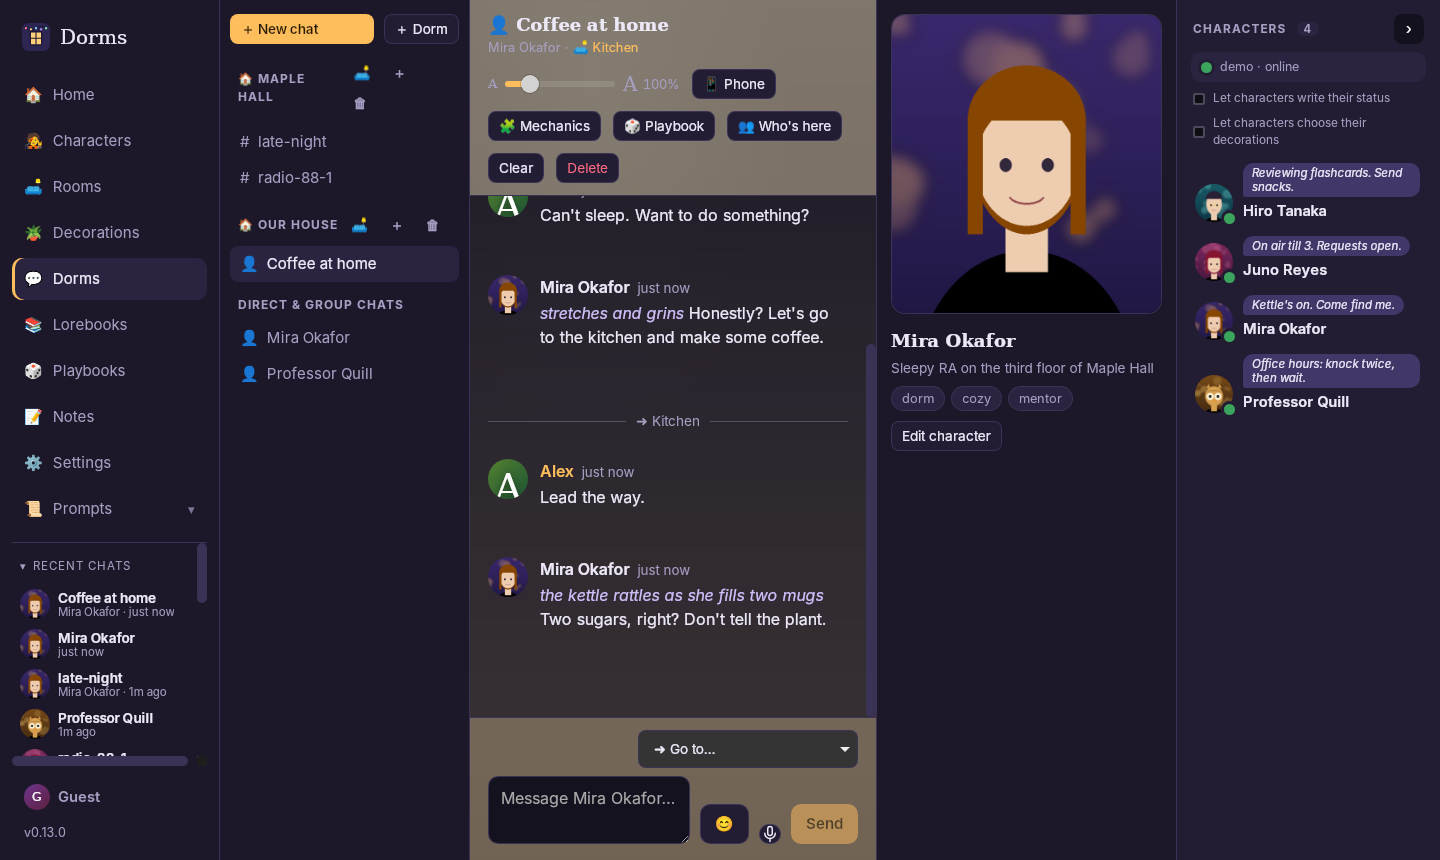 Dorms
Home
Characters
Rooms
Decorations
Dorms
Lorebooks
Playbooks
Notes
Settings
Prompts
RECENT CHATS
Coffee at home
Mira Okafor · just now
Mira Okafor
just now
late-night
Mira Okafor · 1m ago
Professor Quill
1m ago
radio-88-1
G Guest
v0.13.0
+ New chat
+ Dorm
MAPLE
HALL
# late-night
# radio-88-1
OUR HOUSE
Coffee at home
DIRECT & GROUP CHATS
Mira Okafor
Professor Quill
Coffee at home
Mira Okafor · Kitchen
A A 100% Phone
Mechanics Playbook Who's here
Clear Delete
A
Can't sleep. Want to do something?
Mira Okafor just now
stretches and grins Honestly? Let's go
to the kitchen and make some coffee.
➜ Kitchen
A
Alex just now
Lead the way.
Mira Okafor just now
the kettle rattles as she fills two mugs
Two sugars, right? Don't tell the plant.
➜ Go to...
Message Mira Okafor...
Send
Mira Okafor
Sleepy RA on the third floor of Maple Hall
dorm cozy mentor
Edit character
CHARACTERS 4 ›
demo · online
Let characters write their status
Let characters choose their
decorations
Reviewing flashcards. Send
snacks.
Hiro Tanaka
On air till 3. Requests open.
Juno Reyes
Kettle's on. Come find me.
Mira Okafor
Office hours: knock twice,
then wait.
Professor Quill